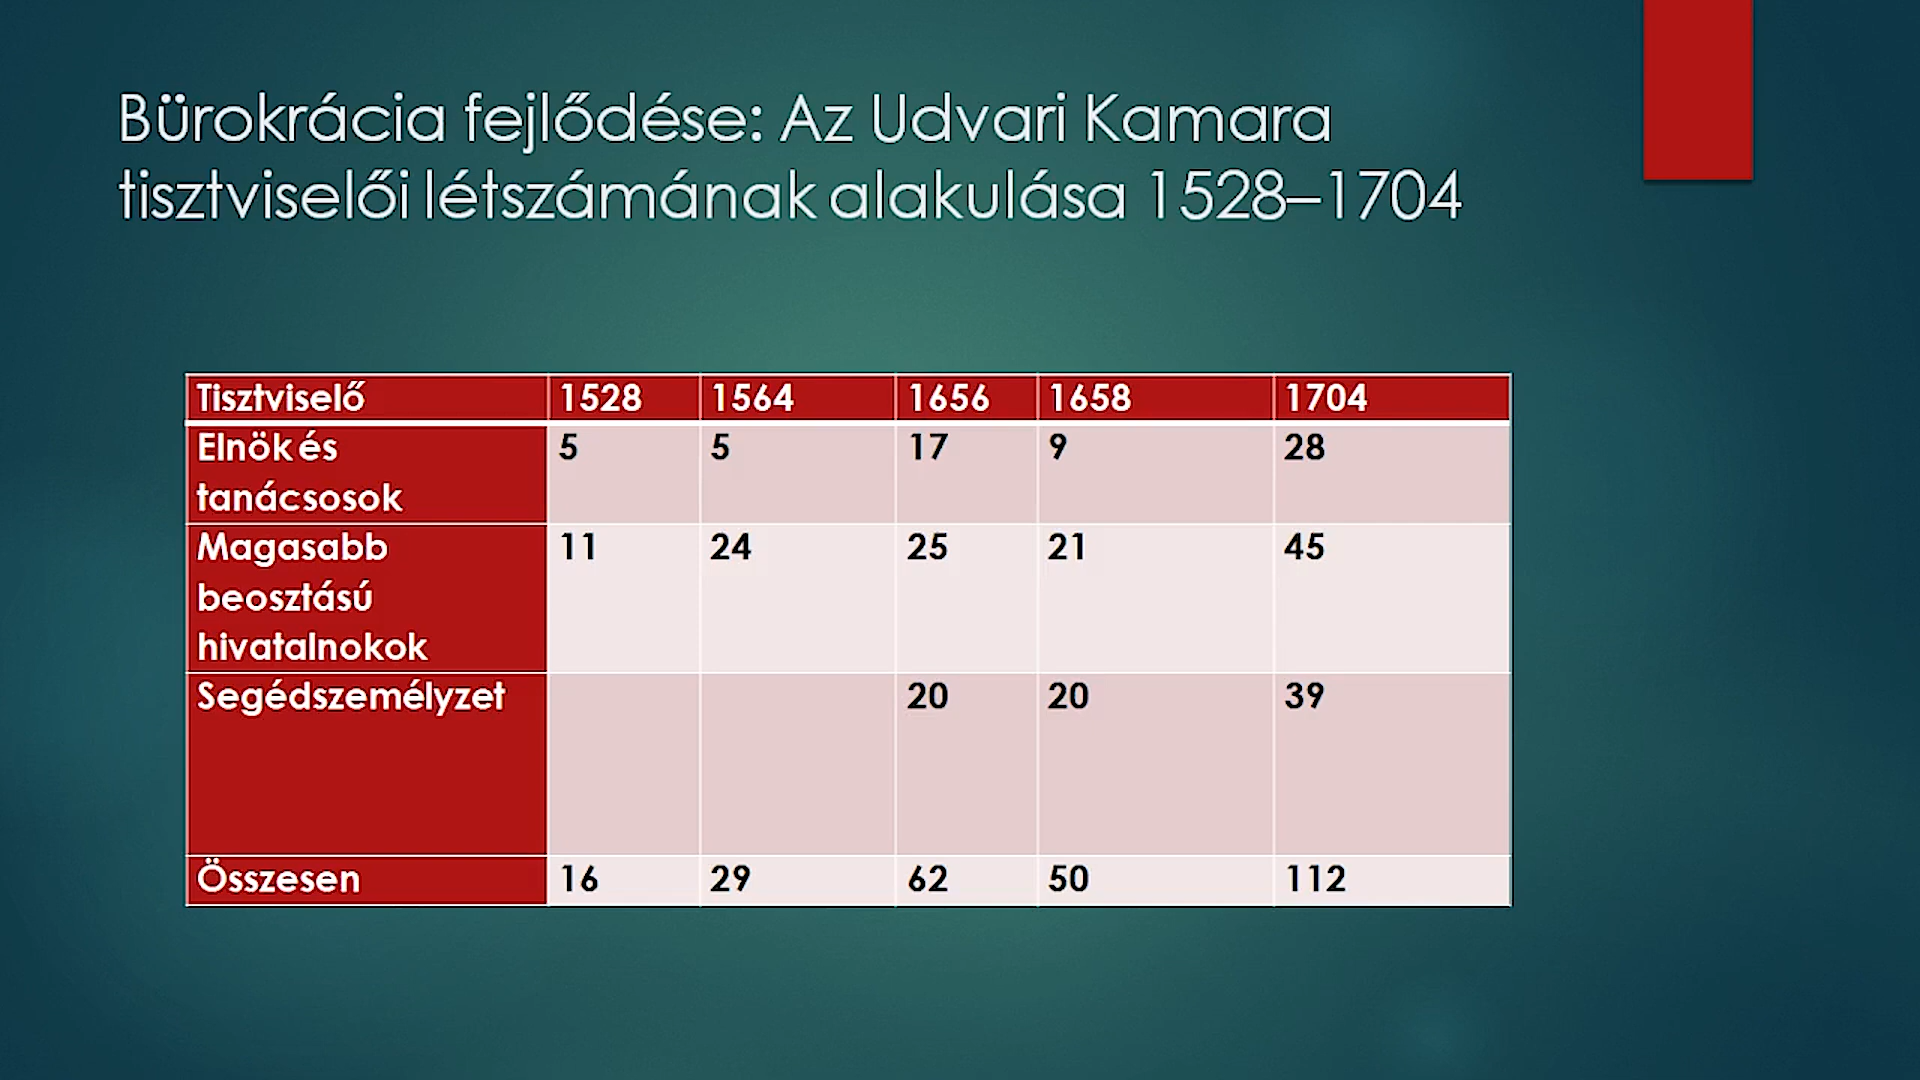 Bürokrácia fejlődése: Az Udvari Kamara
tisztviselői létszámának alakulása 1528–1704
Tisztviselő 1528 1564 1656 1658 1704
Elnök és 5 5 17 9 28
tanácsosok
Magasabb 11 24 25 21 45
beosztású
hivatalnokok
Segédszemélyzet 20 20 39
Összesen 16 29 62 50 112